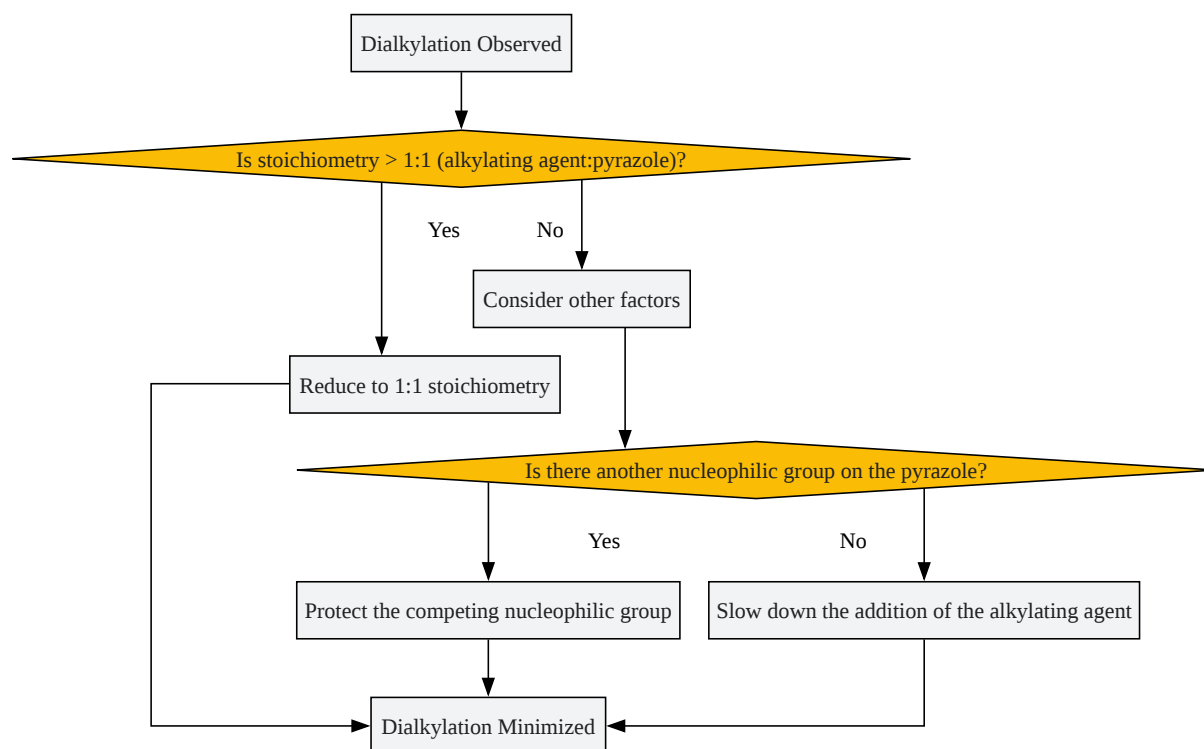 Dialkylation Observed
Is stoichiometry > 1:1 (alkylating agent:pyrazole)?
Yes
No
Consider other factors
Reduce to 1:1 stoichiometry
Is there another nucleophilic group on the pyrazole?
Yes
No
Protect the competing nucleophilic group
Slow down the addition of the alkylating agent
Dialkylation Minimized